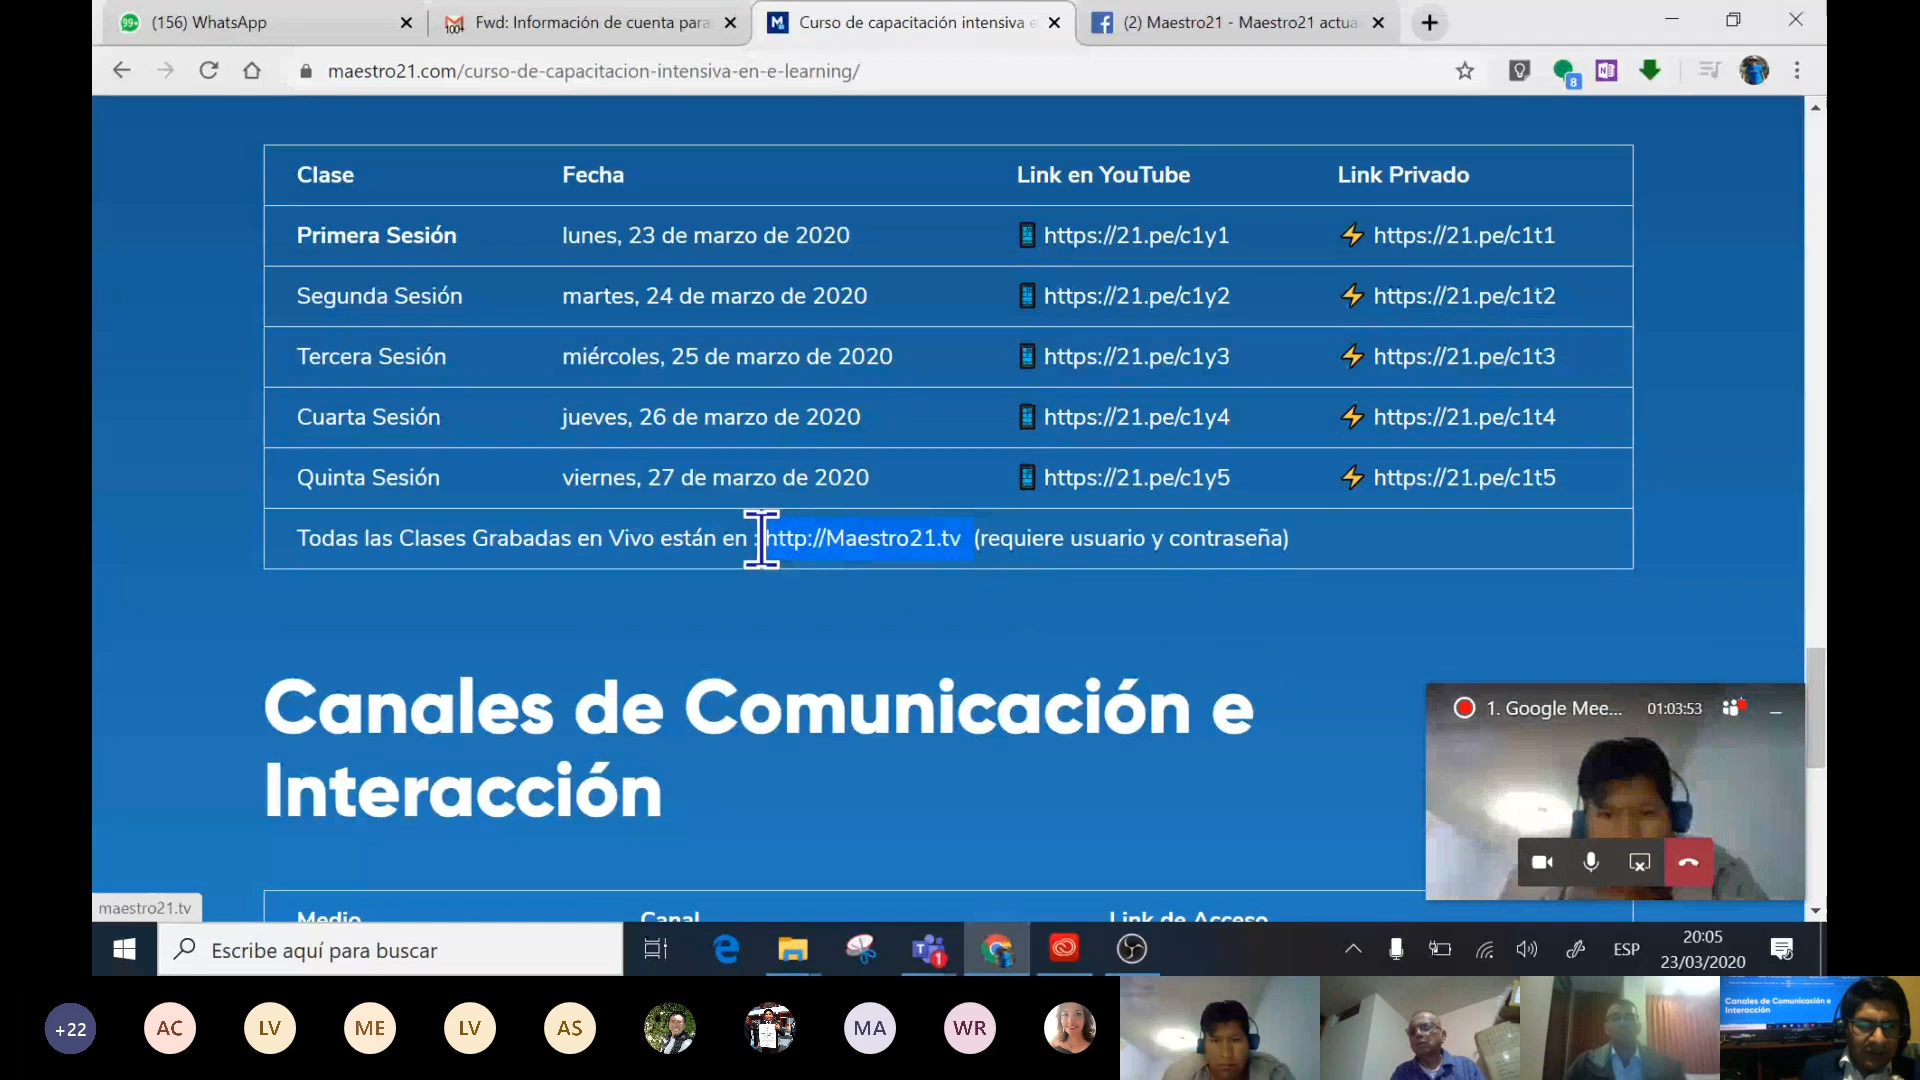 (156) WhatsApp
Fwd: Información de cuenta para
Curso de capacitación intensiva e
(2) Maestro21 - Maestro21 actua
maestro21.com/curso-de-capacitacion-intensiva-en-e-learning/
8
Clase Fecha Link en YouTube Link Privado
Primera Sesión lunes, 23 de marzo de 2020 https://21.pe/c1y1 https://21.pe/c1t1
Segunda Sesión martes, 24 de marzo de 2020 https://21.pe/c1y2 https://21.pe/c1t2
Tercera Sesión miércoles, 25 de marzo de 2020 https://21.pe/c1y3 https://21.pe/c1t3
Cuarta Sesión jueves, 26 de marzo de 2020 https://21.pe/c1y4 https://21.pe/c1t4
Quinta Sesión viernes, 27 de marzo de 2020 https://21.pe/c1y5 https://21.pe/c1t5
Todas las Clases Grabadas en Vivo están en : http://Maestro21.tv (requiere usuario y contraseña)
Canales de Comunicación e
Interacción
1. Google Mee... 01:03:53
maestro21.tv
Medio Canal Link de Acceso
Escribe aquí para buscar
ESP
20:05
23/03/2020
+22 AC LV ME LV AS MA WR
Canales de Comunicación e
Interacción